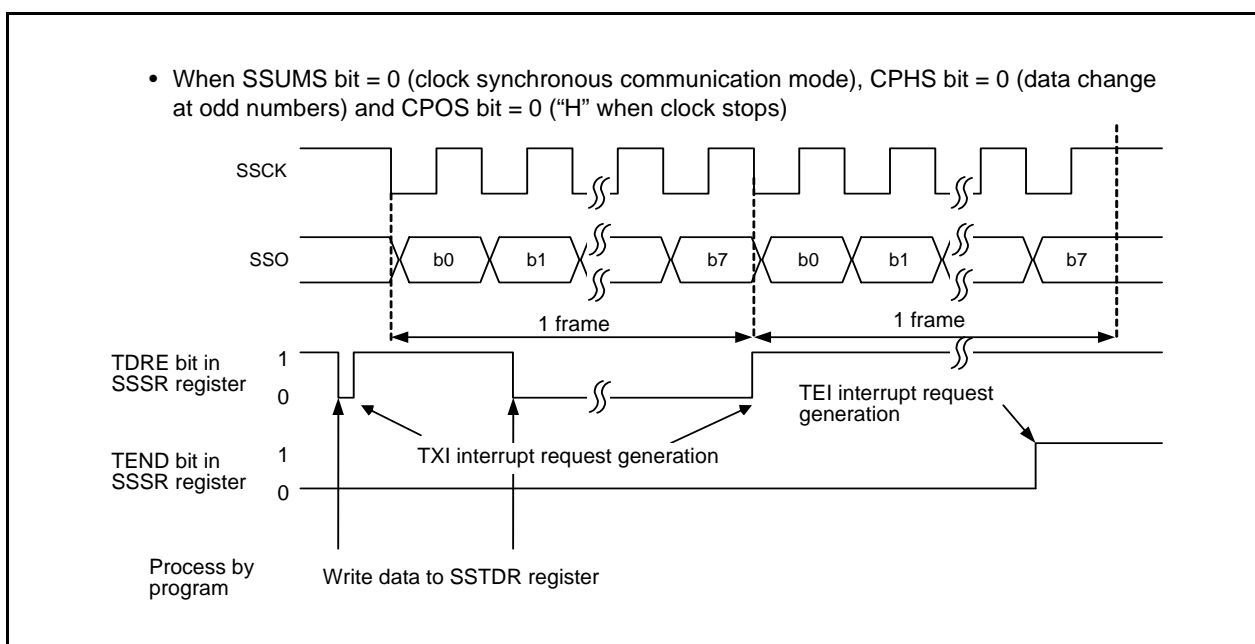 • When SSUMS bit = 0 (clock synchronous communication mode), CPHS bit = 0 (data change
at odd numbers) and CPOS bit = 0 (“H” when clock stops)
SSCK
SSO
b0
b1
b7
b0
b1
b7
1 frame
1 frame
TDRE bit in
SSSR register
1
0
TEI interrupt request
generation
TXI interrupt request generation
TEND bit in
SSSR register
1
0
Process by
program
Write data to SSTDR register